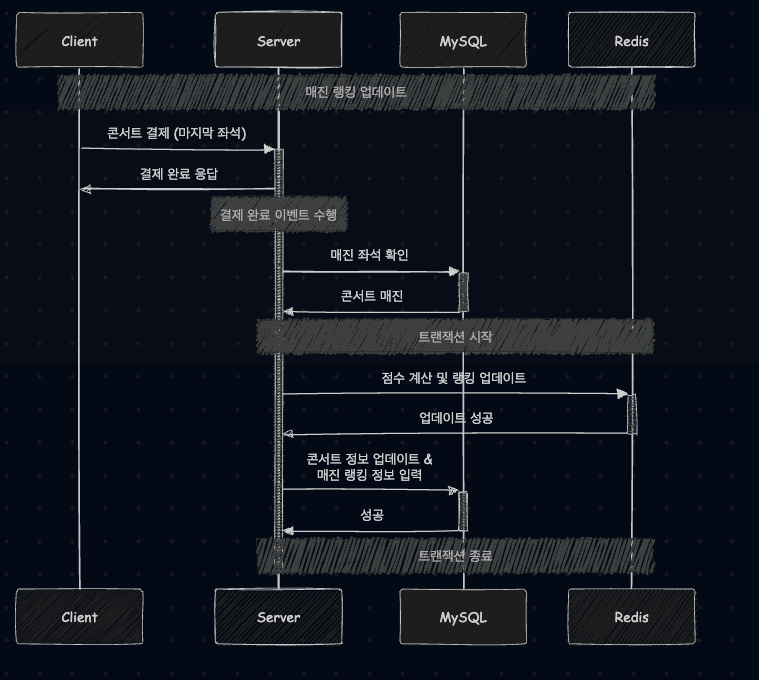 Client
Server
MySQL
Redis
매진 랭킹 업데이트
콘서트 결제 (마지막 좌석)
결제 완료 응답
결제 완료 이벤트 수행
매진 좌석 확인
콘서트 매진
트랜잭션 시작
점수 계산 및 랭킹 업데이트
업데이트 성공
콘서트 정보 업데이트 &
매진 랭킹 정보 입력
성공
트랜잭션 종료
Client
Server
MySQL
Redis